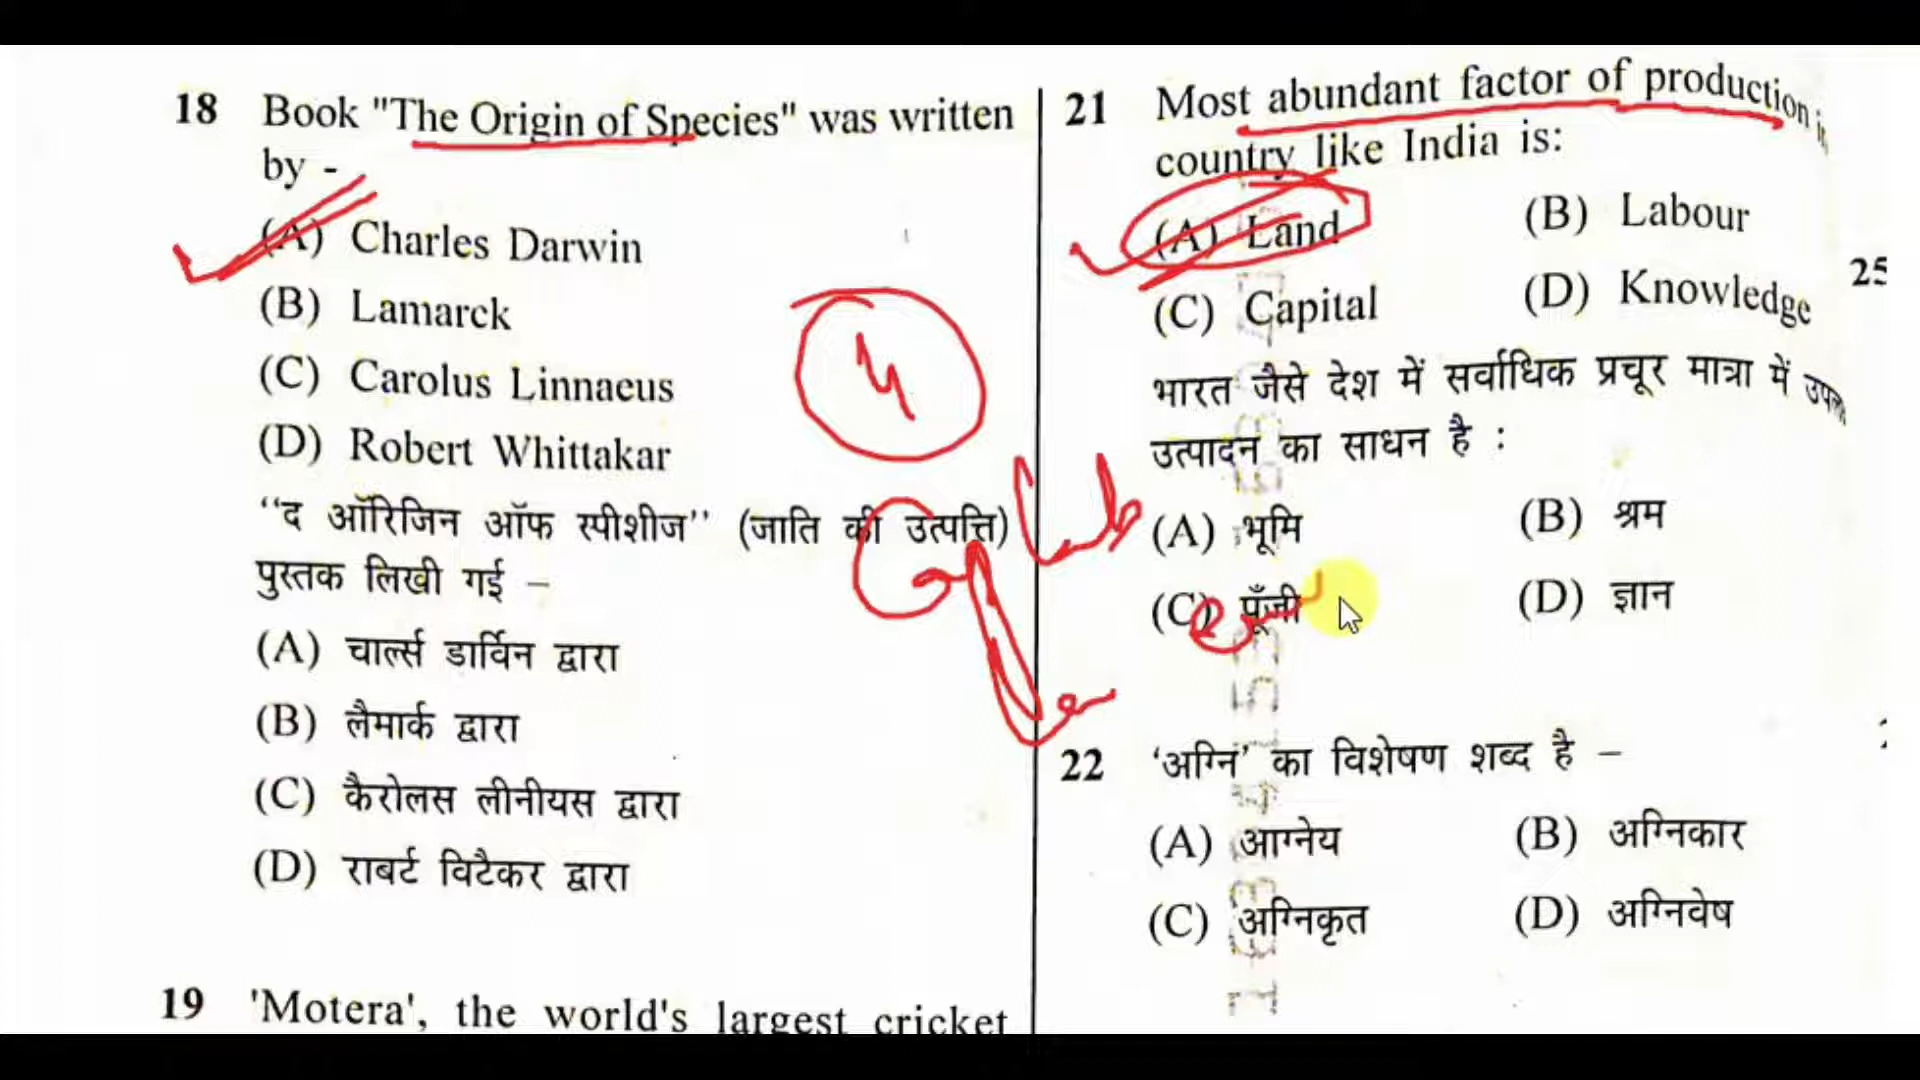 18 Book "The Origin of Species" was written
by -
(A) Charles Darwin
(B) Lamarck
(C) Carolus Linnaeus
(D) Robert Whittakar
‘‘द ऑरिजिन ऑफ स्पीशीज’’ (जाति की उत्पत्ति)
पुस्तक लिखी गई –
(A) चार्ल्स डार्विन द्वारा
(B) लैमार्क द्वारा
(C) कैरोलस लीनीयस द्वारा
(D) राबर्ट विटैकर द्वारा
19 'Motera', the world's largest cricket
21 Most abundant factor of production
country like India is:
(A) Land (B) Labour
(C) Capital (D) Knowledge
भारत जैसे देश में सर्वाधिक प्रचूर मात्रा में
उत्पादन का साधन है :
(A) भूमि (B) श्रम
(C) पूँजी (D) ज्ञान
22 ‘अग्नि’ का विशेषण शब्द है –
(A) आग्नेय (B) अग्निकार
(C) अग्निकृत (D) अग्निवेष
25